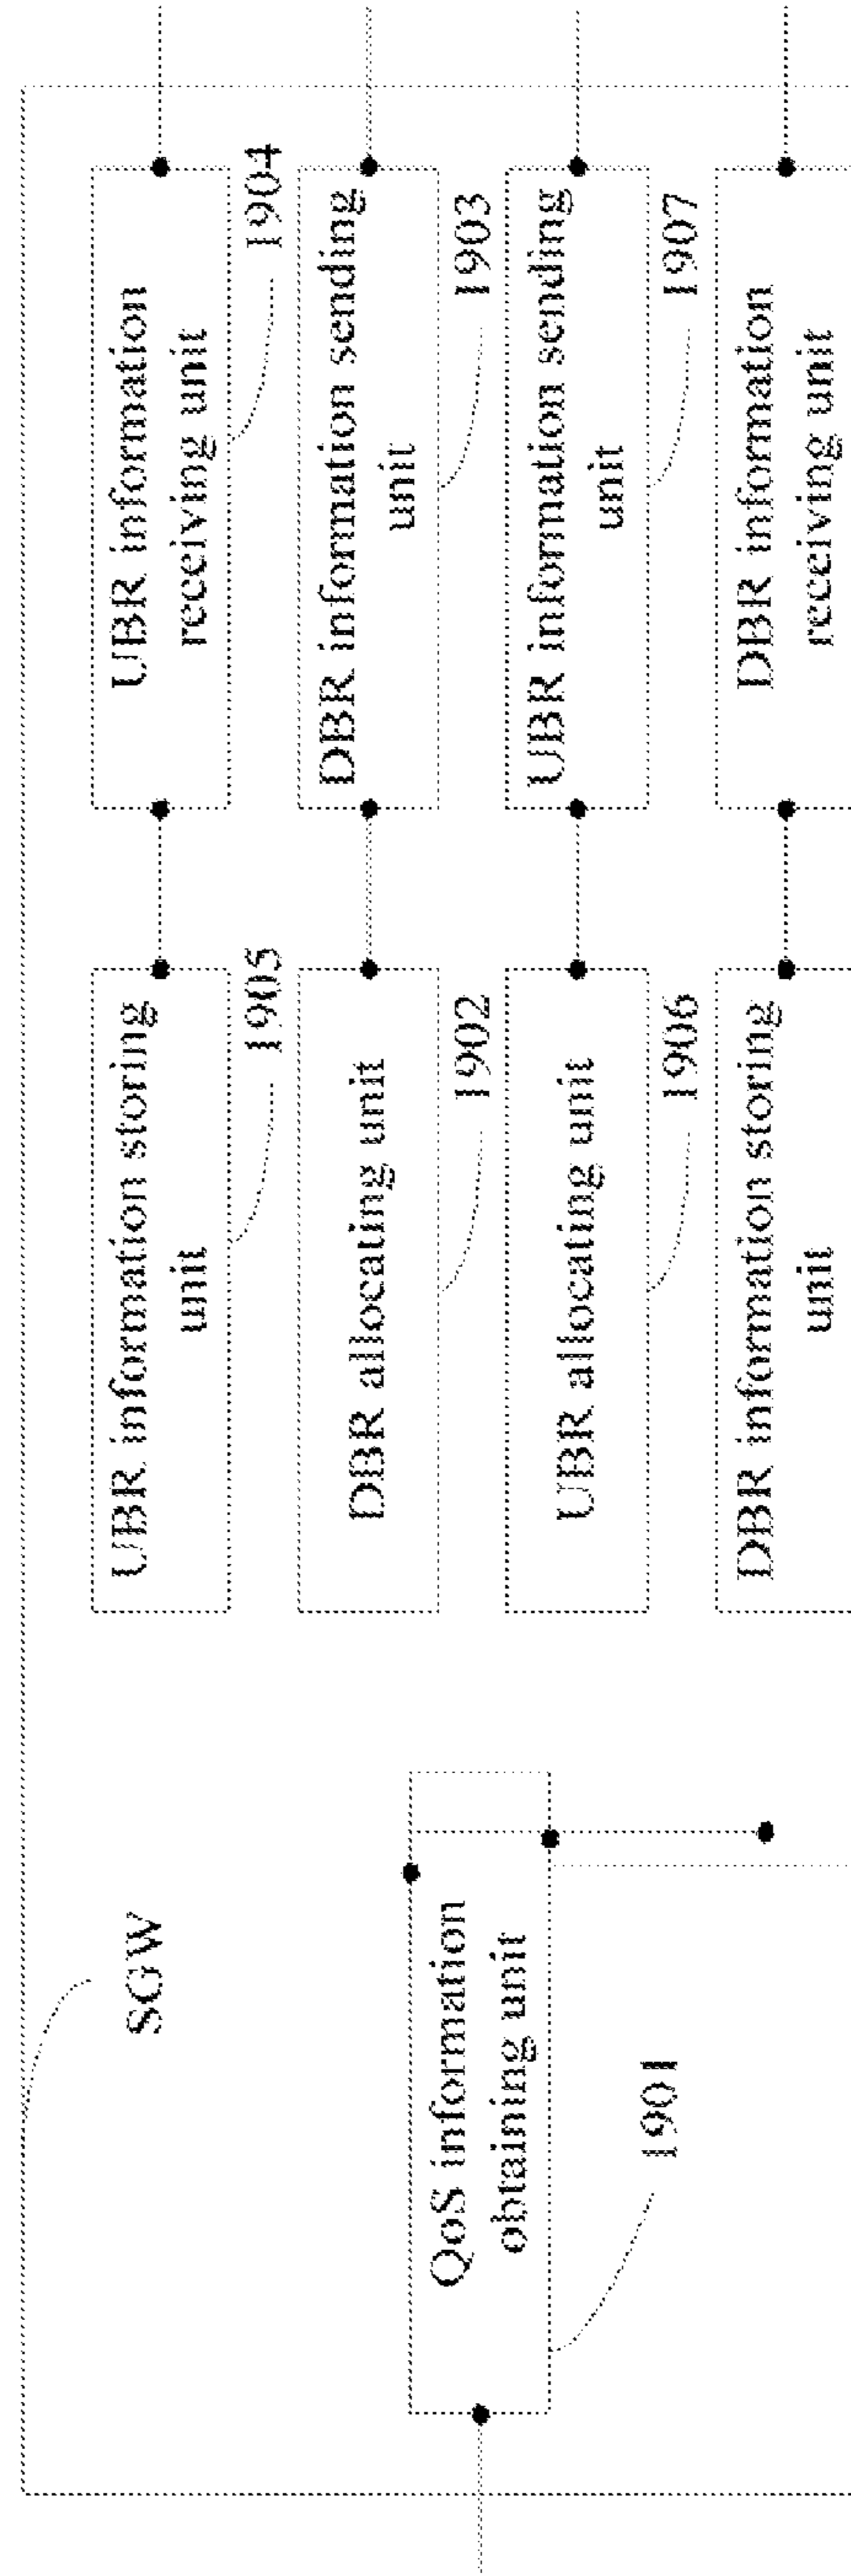 SGW
QoS information
obtaining unit
1901
UBR information storing
unit
1905
UBR information
receiving unit
1904
DBR allocating unit
1902
DBR information sending
unit
1903
UBR allocating unit
1906
UBR information sending
unit
1907
DBR information storing
unit
DBR information
receiving unit